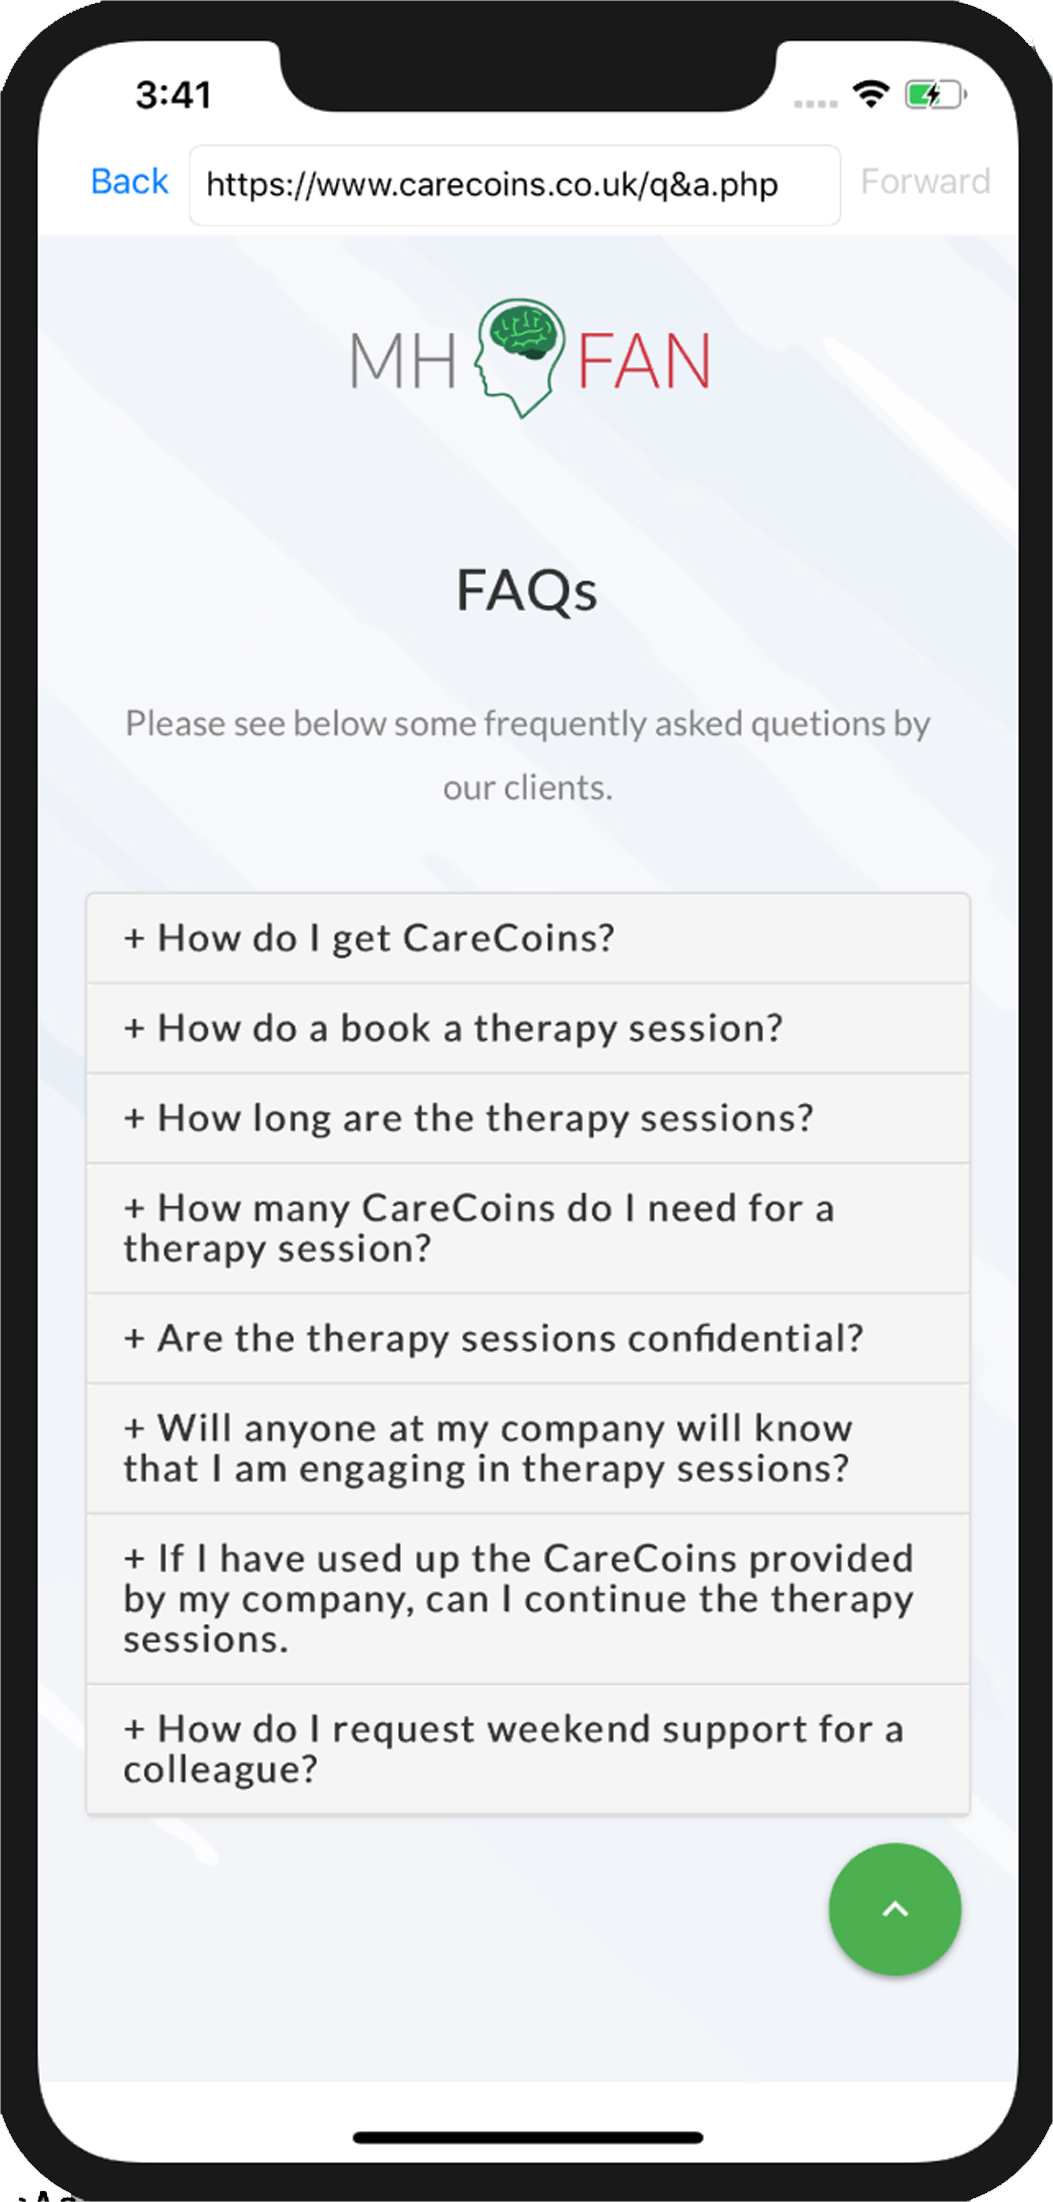 3:41
Back https://www.carecoins.co.uk/q&a.php Forward
MH FAN
FAQs
Please see below some frequently asked quetions by
our clients.
+ How do I get CareCoins?
+ How do a book a therapy session?
+ How long are the therapy sessions?
+ How many CareCoins do I need for a
therapy session?
+ Are the therapy sessions confidential?
+ Will anyone at my company will know
that I am engaging in therapy sessions?
+ If I have used up the CareCoins provided
by my company, can I continue the therapy
sessions.
+ How do I request weekend support for a
colleague?